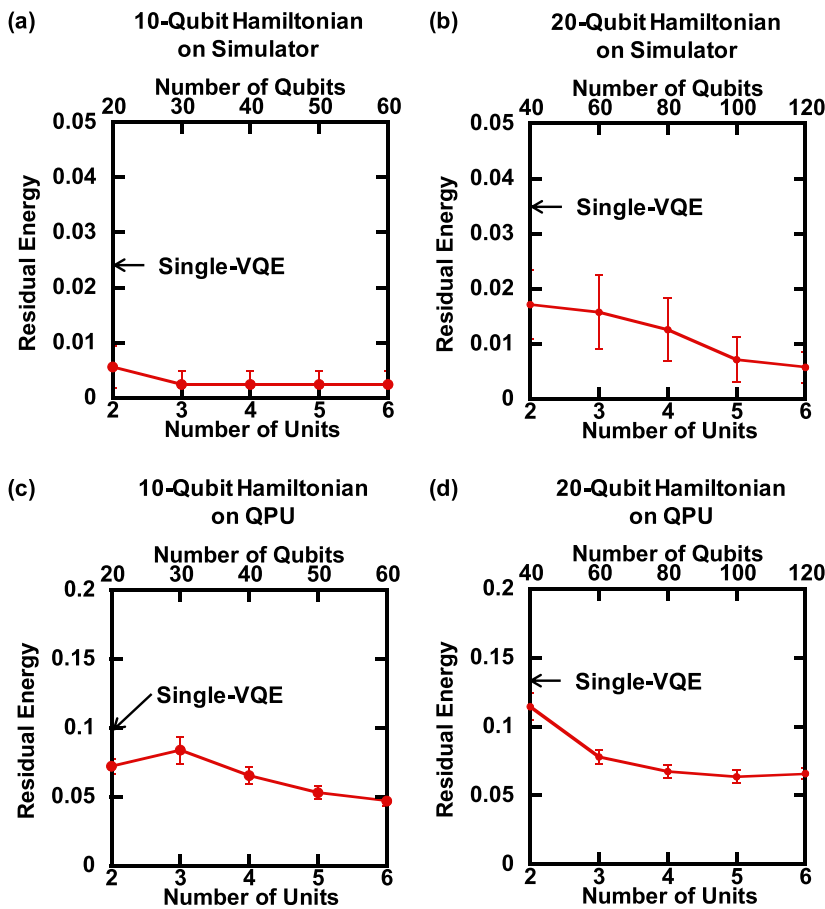 (a)
10-Qubit Hamiltonian
on Simulator
Number of Qubits
20 30 40 50 60
0.05
0.04
0.03
0.02
0.01
0
Residual Energy
Single-VQE
2 3 4 5 6
Number of Units
(b)
20-Qubit Hamiltonian
on Simulator
Number of Qubits
40 60 80 100 120
0.05
0.04
0.03
0.02
0.01
0
Residual Energy
Single-VQE
2 3 4 5 6
Number of Units
(c)
10-Qubit Hamiltonian
on QPU
Number of Qubits
20 30 40 50 60
0.2
0.15
0.1
0.05
0
Residual Energy
Single-VQE
2 3 4 5 6
Number of Units
(d)
20-Qubit Hamiltonian
on QPU
Number of Qubits
40 60 80 100 120
0.2
0.15
0.1
0.05
0
Residual Energy
Single-VQE
2 3 4 5 6
Number of Units